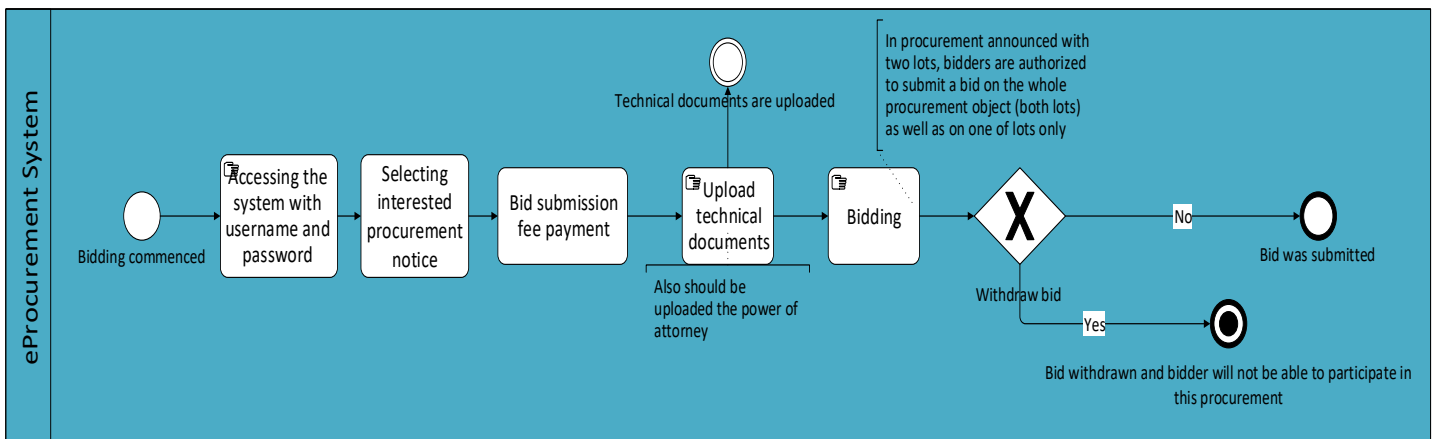 eProcurement System
Bidding commenced
Accessing the
system with
username and
password
Selecting
interested
procurement
notice
Bid submission
fee payment
Technical documents are uploaded
Upload
technical
documents
Also should be
uploaded the power of
attorney
In procurement announced with
two lots, bidders are authorized
to submit a bid on the whole
procurement object (both lots)
as well as on one of lots only
Bidding
X
Withdraw bid
No
Bid was submitted
Yes
Bid withdrawn and bidder will not be able to participate in
this procurement